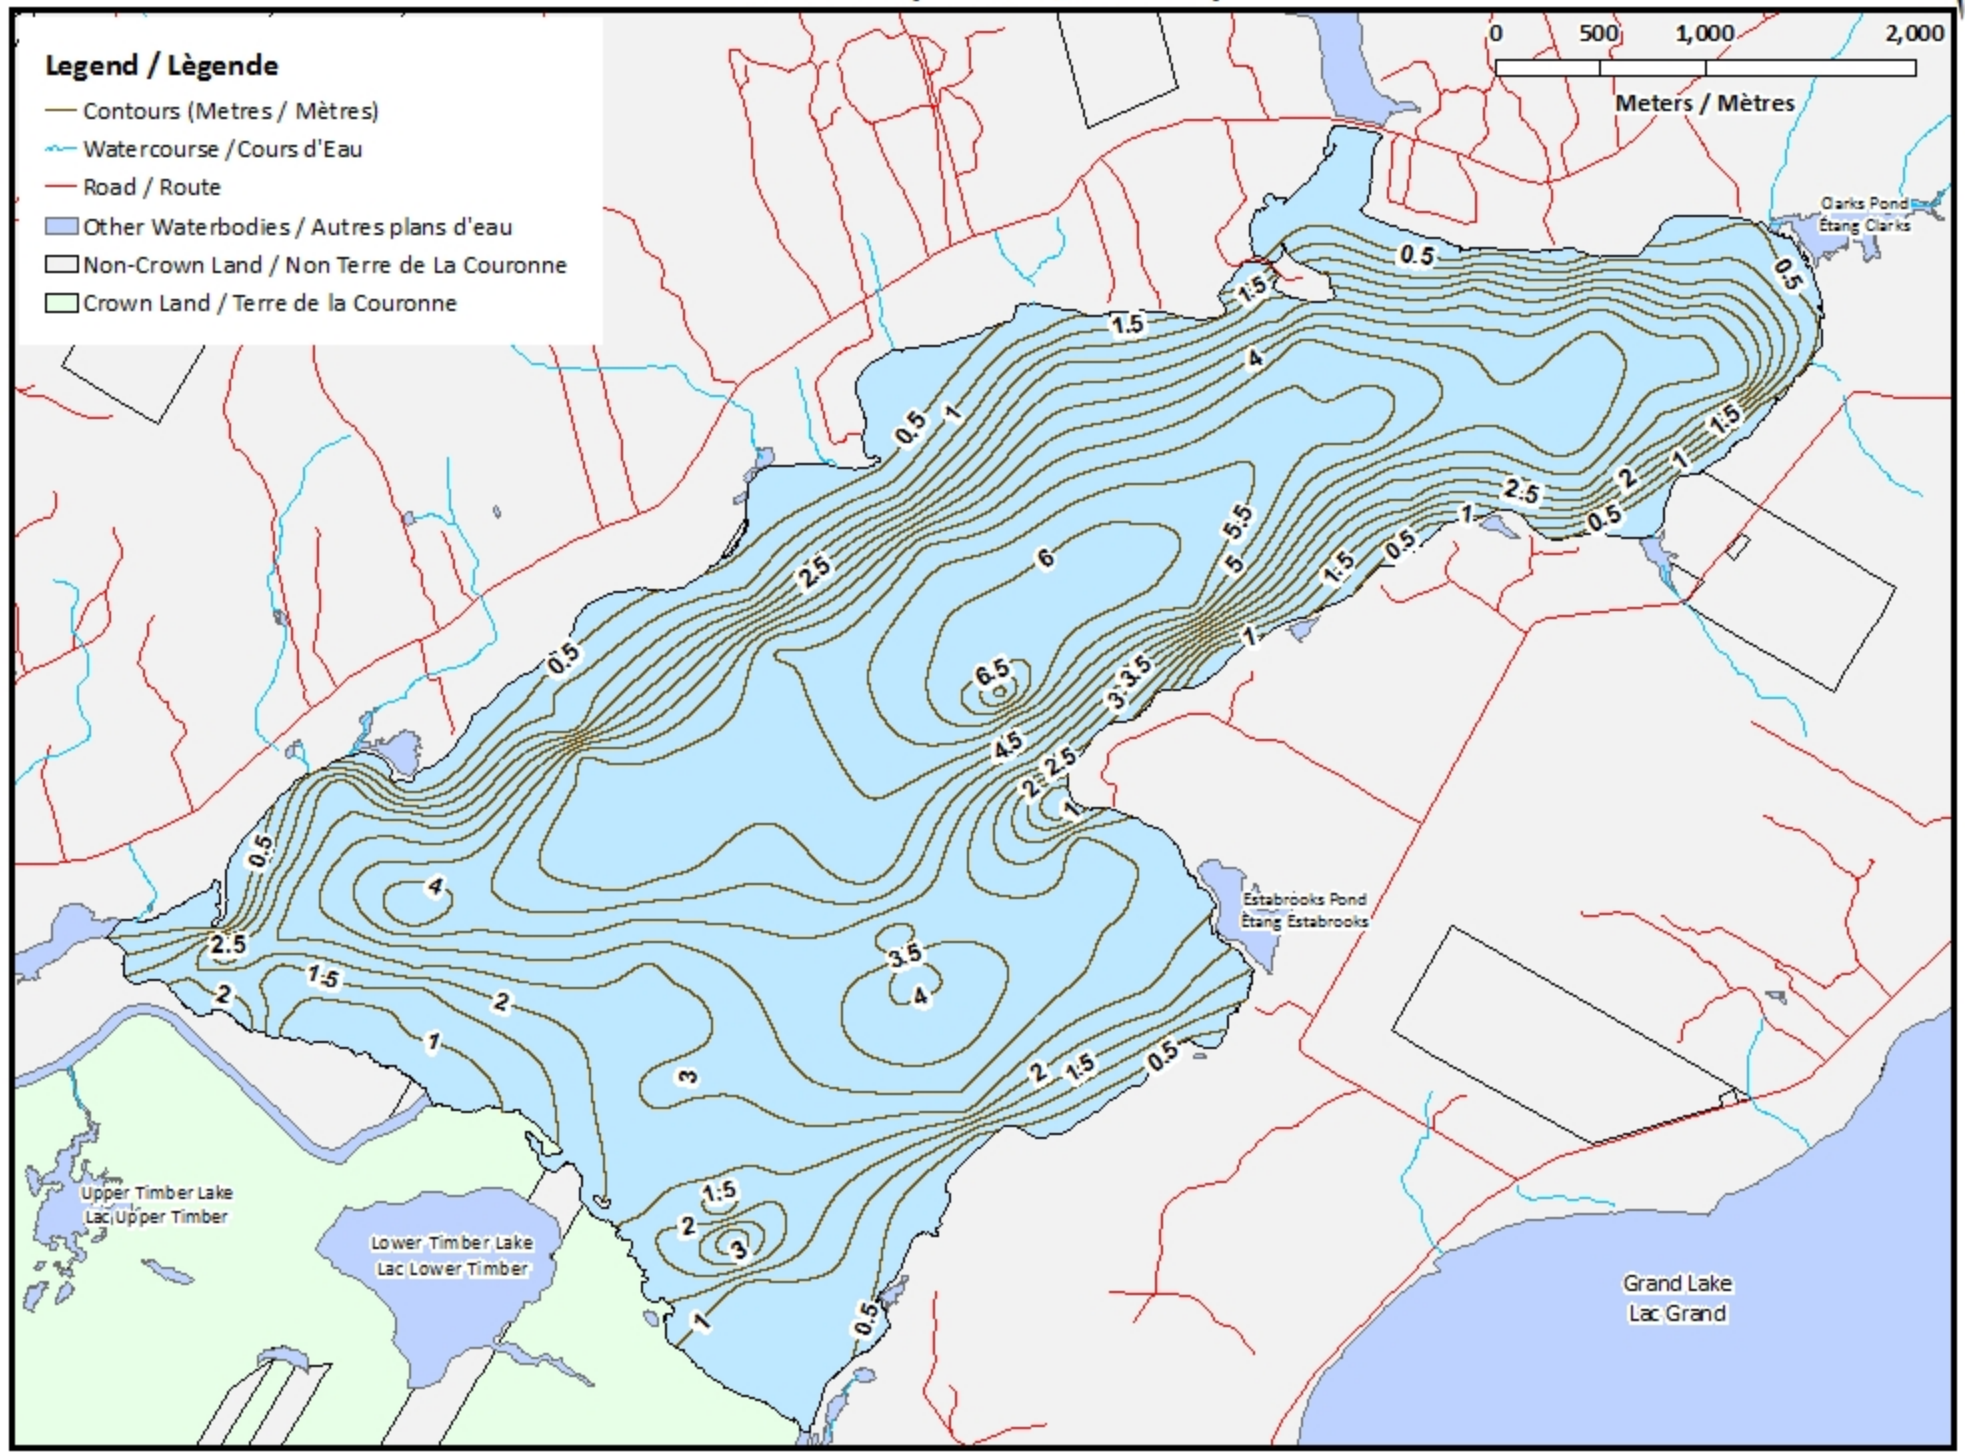 Legend / Lègende
Contours (Metres / Mètres)
Watercourse /Cours d'Eau
Road / Route
Other Waterbodies / Autres plans d'eau
Non-Crown Land / Non Terre de La Couronne
Crown Land / Terre de la Couronne
0 500 1,000 2,000
Meters / Mètres
Clarks Pond
Étang Clarks
0.5
0.5
1.5
1.5
4
0.5
1
1.5
1
2
2.5
0.5
1
5.5
0.5
6
5
1.5
2.5
1
0.5
6.5
3.5
3
4.5
2.5
2
1
0.5
4
Estabrooks Pond
Étang Estabrooks
2.5
3.5
1.5
2
2
4
1
3
2
1.5
0.5
Upper Timber Lake
Lac Upper Timber
1.5
2
3
Lower Timber Lake
Lac Lower Timber
1
0.5
Grand Lake
Lac Grand